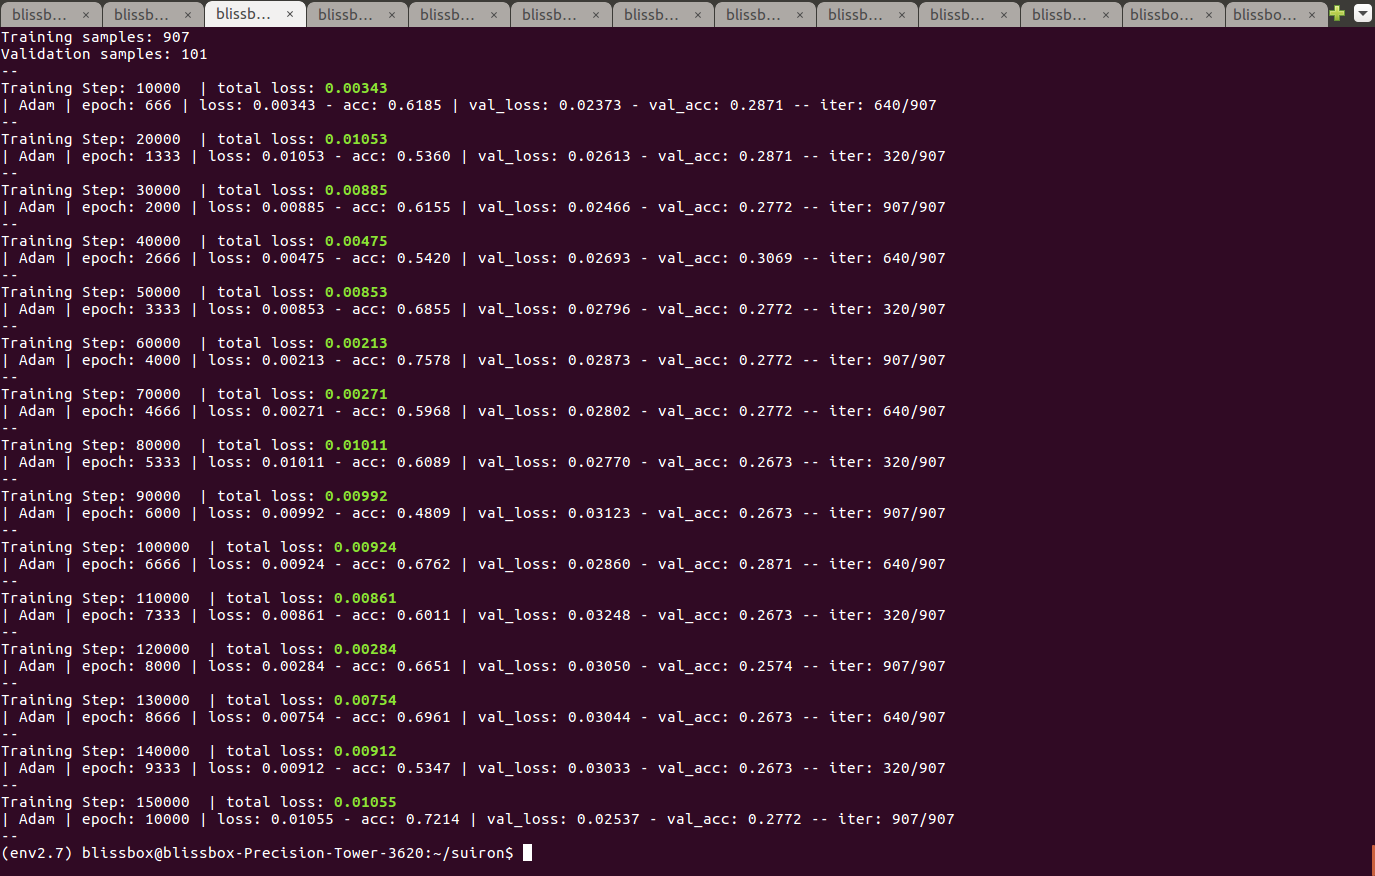 blissb... × blissb... × blissb... × blissb... × blissb... × blissb... × blissb... × blissb... × blissb... × blissb... × blissb... × blissbo... × blissbo... ×
Training samples: 907
Validation samples: 101
--
Training Step: 10000  | total loss: 0.00343
| Adam | epoch: 666 | loss: 0.00343 - acc: 0.6185 | val_loss: 0.02373 - val_acc: 0.2871 -- iter: 640/907
--
Training Step: 20000  | total loss: 0.01053
| Adam | epoch: 1333 | loss: 0.01053 - acc: 0.5360 | val_loss: 0.02613 - val_acc: 0.2871 -- iter: 320/907
--
Training Step: 30000  | total loss: 0.00885
| Adam | epoch: 2000 | loss: 0.00885 - acc: 0.6155 | val_loss: 0.02466 - val_acc: 0.2772 -- iter: 907/907
--
Training Step: 40000  | total loss: 0.00475
| Adam | epoch: 2666 | loss: 0.00475 - acc: 0.5420 | val_loss: 0.02693 - val_acc: 0.3069 -- iter: 640/907
--
Training Step: 50000  | total loss: 0.00853
| Adam | epoch: 3333 | loss: 0.00853 - acc: 0.6855 | val_loss: 0.02796 - val_acc: 0.2772 -- iter: 320/907
--
Training Step: 60000  | total loss: 0.00213
| Adam | epoch: 4000 | loss: 0.00213 - acc: 0.7578 | val_loss: 0.02873 - val_acc: 0.2772 -- iter: 907/907
--
Training Step: 70000  | total loss: 0.00271
| Adam | epoch: 4666 | loss: 0.00271 - acc: 0.5968 | val_loss: 0.02802 - val_acc: 0.2772 -- iter: 640/907
--
Training Step: 80000  | total loss: 0.01011
| Adam | epoch: 5333 | loss: 0.01011 - acc: 0.6089 | val_loss: 0.02770 - val_acc: 0.2673 -- iter: 320/907
--
Training Step: 90000  | total loss: 0.00992
| Adam | epoch: 6000 | loss: 0.00992 - acc: 0.4809 | val_loss: 0.03123 - val_acc: 0.2673 -- iter: 907/907
--
Training Step: 100000  | total loss: 0.00924
| Adam | epoch: 6666 | loss: 0.00924 - acc: 0.6762 | val_loss: 0.02860 - val_acc: 0.2871 -- iter: 640/907
--
Training Step: 110000  | total loss: 0.00861
| Adam | epoch: 7333 | loss: 0.00861 - acc: 0.6011 | val_loss: 0.03248 - val_acc: 0.2673 -- iter: 320/907
--
Training Step: 120000  | total loss: 0.00284
| Adam | epoch: 8000 | loss: 0.00284 - acc: 0.6651 | val_loss: 0.03050 - val_acc: 0.2574 -- iter: 907/907
--
Training Step: 130000  | total loss: 0.00754
| Adam | epoch: 8666 | loss: 0.00754 - acc: 0.6961 | val_loss: 0.03044 - val_acc: 0.2673 -- iter: 640/907
--
Training Step: 140000  | total loss: 0.00912
| Adam | epoch: 9333 | loss: 0.00912 - acc: 0.5347 | val_loss: 0.03033 - val_acc: 0.2673 -- iter: 320/907
--
Training Step: 150000  | total loss: 0.01055
| Adam | epoch: 10000 | loss: 0.01055 - acc: 0.7214 | val_loss: 0.02537 - val_acc: 0.2772 -- iter: 907/907
--
(env2.7) blissbox@blissbox-Precision-Tower-3620:~/suiron$